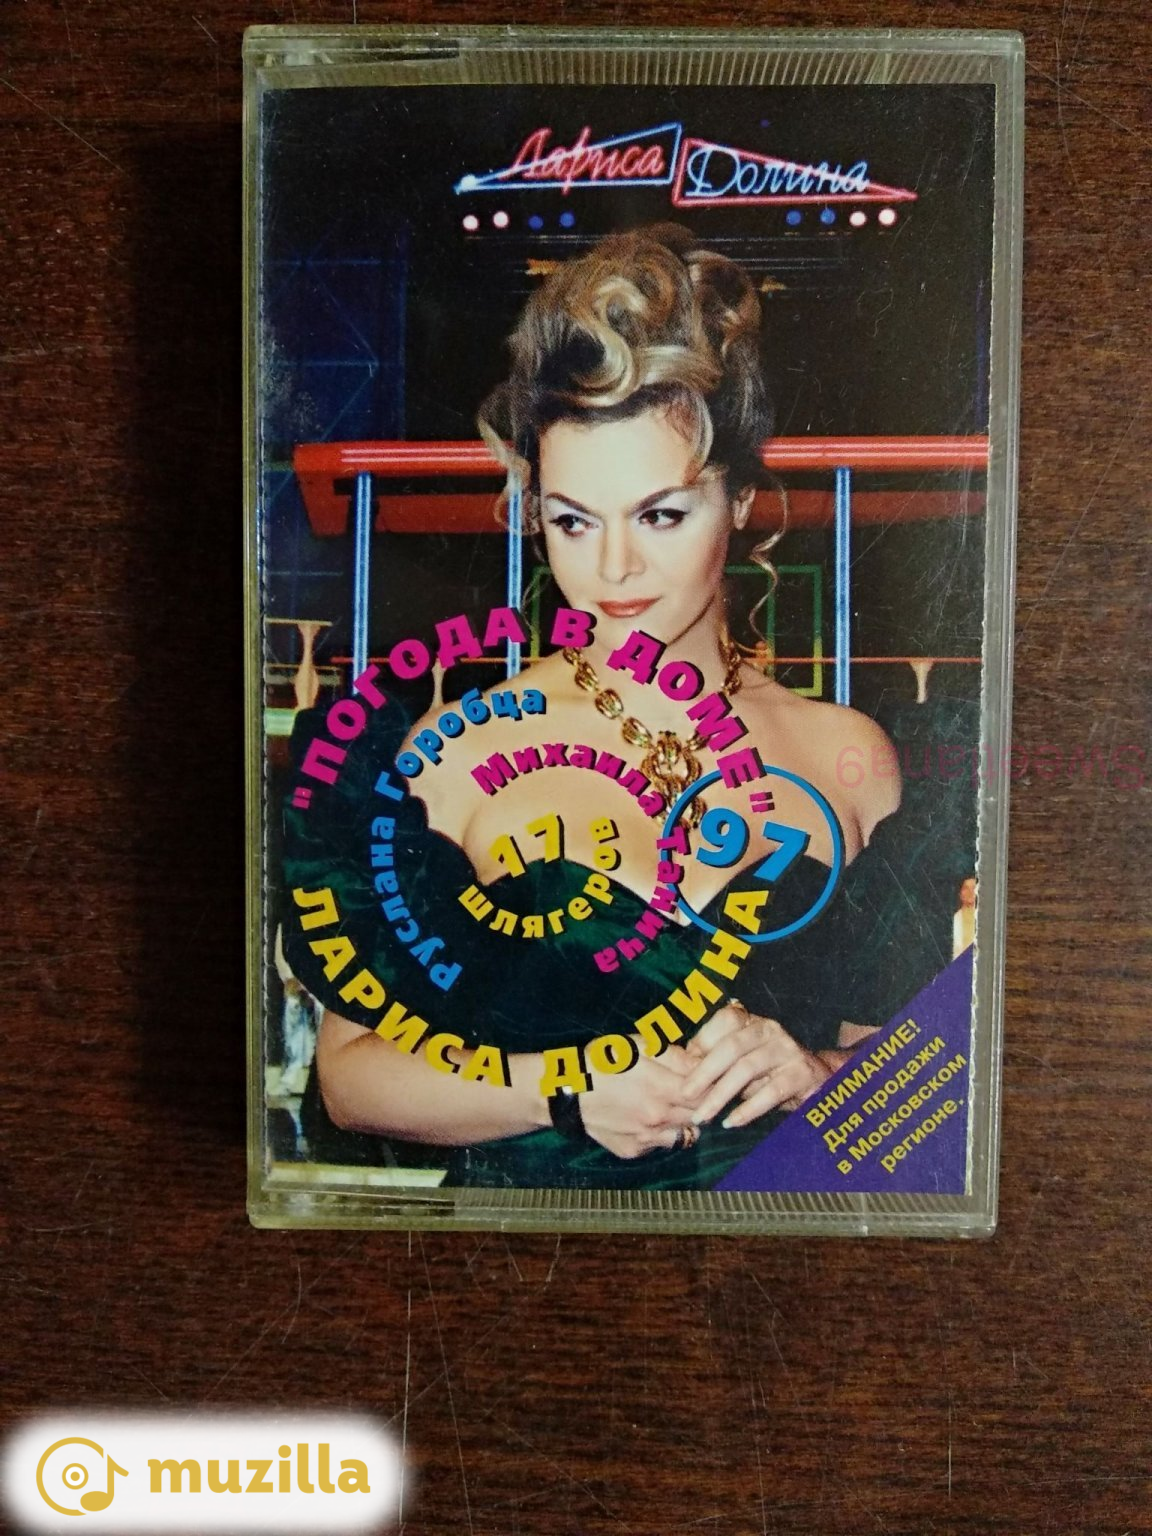 Лариса Долина
"ПОГОДА В ДОМЕ"
Руслана Горобца
Михаила Танича
17
шлягеров
97
ЛАРИСА ДОЛИНА
ВНИМАНИЕ!
Для продажи
в Московском
регионе.
muzilla